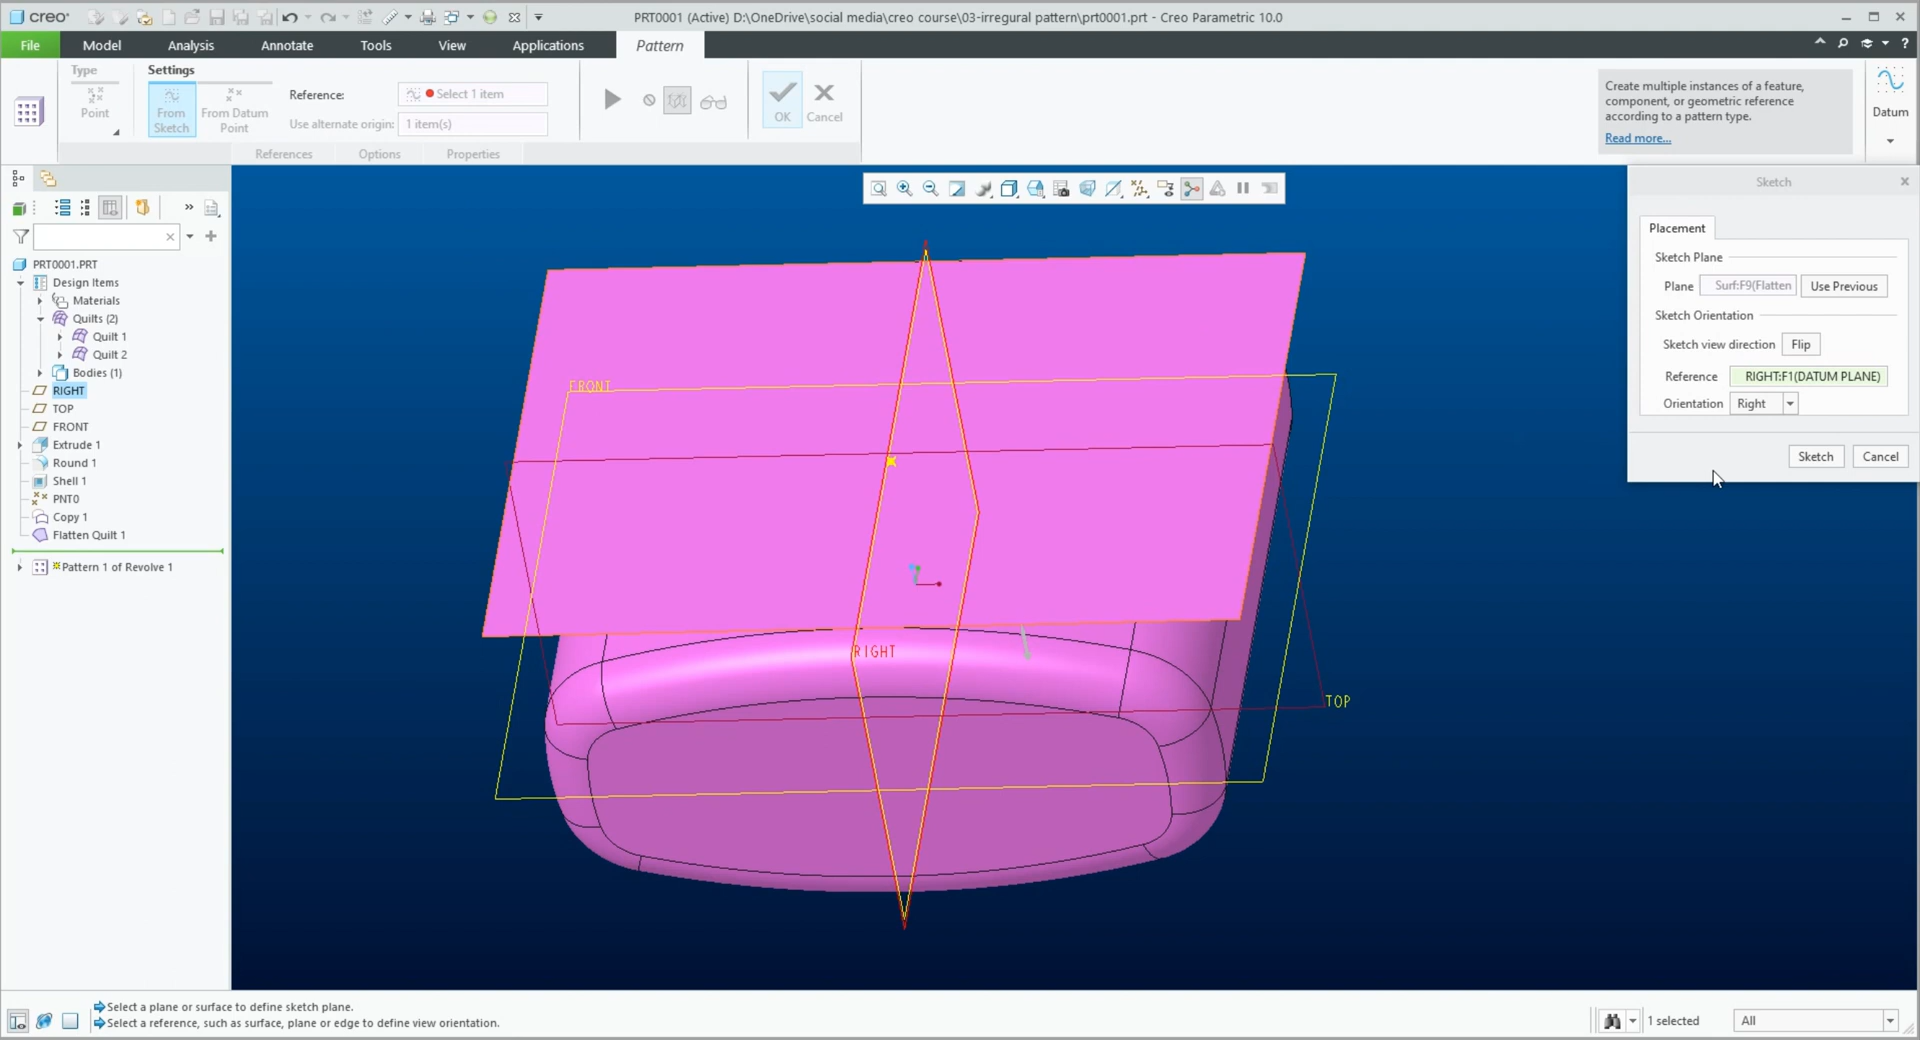 creo
PRT0001 (Active) D:\OneDrive\social media\creo course\03-irregural pattern\prt0001.prt - Creo Parametric 10.0
File
Model
Analysis
Annotate
Tools
View
Applications
Pattern
Type
Point
Settings
From
Sketch
From Datum
Point
Reference:
Select 1 item
Use alternate origin:
1 item(s)
OK
Cancel
References
Options
Properties
Create multiple instances of a feature,
component, or geometric reference
according to a pattern type.
Read more...
Datum
PRT0001.PRT
Design Items
Materials
Quilts (2)
Quilt 1
Quilt 2
Bodies (1)
RIGHT
TOP
FRONT
Extrude 1
Round 1
Shell 1
PNT0
Copy 1
Flatten Quilt 1
Pattern 1 of Revolve 1
FRONT
RIGHT
TOP
Sketch
Placement
Sketch Plane
Plane
Surf:F9(Flatten
Use Previous
Sketch Orientation
Sketch view direction
Flip
Reference
RIGHT:F1(DATUM PLANE)
Orientation
Right
Sketch
Cancel
Select a plane or surface to define sketch plane.
Select a reference, such as surface, plane or edge to define view orientation.
1 selected
All